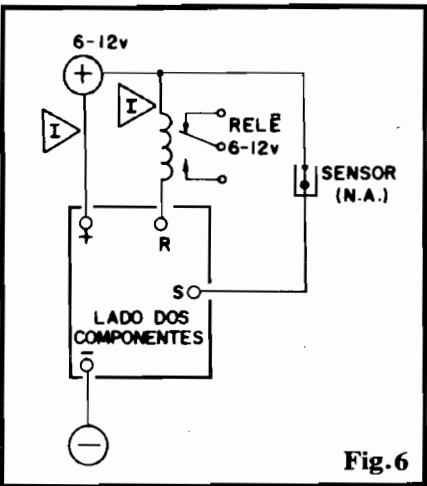 6-12v
+
I
I
RELÊ
6-12v
SENSOR
(N.A.)
+
R
S
LADO DOS
COMPONENTES
−
−
Fig.6